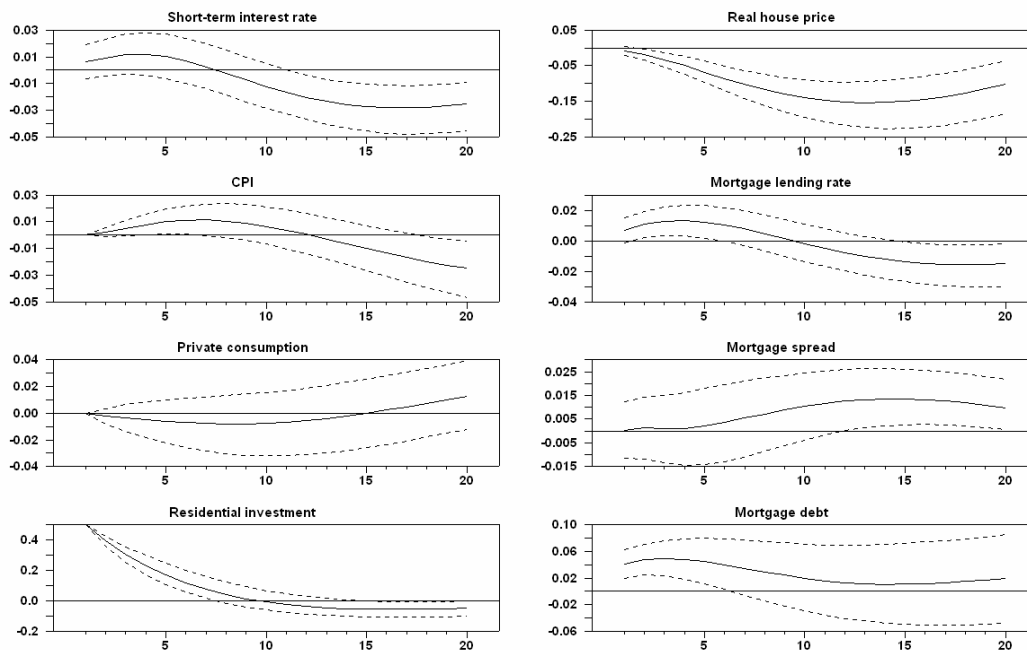 Short-term interest rate
0.03
0.01
-0.01
-0.03
-0.05
5 10 15 20
Real house price
0.05
-0.05
-0.15
-0.25
5 10 15 20
CPI
0.03
0.01
-0.01
-0.03
-0.05
5 10 15 20
Mortgage lending rate
0.02
0.00
-0.02
-0.04
5 10 15 20
Private consumption
0.04
0.02
0.00
-0.02
-0.04
5 10 15 20
Mortgage spread
0.025
0.015
0.005
-0.005
-0.015
5 10 15 20
Residential investment
0.4
0.2
0.0
-0.2
5 10 15 20
Mortgage debt
0.10
0.06
0.02
-0.02
-0.06
5 10 15 20